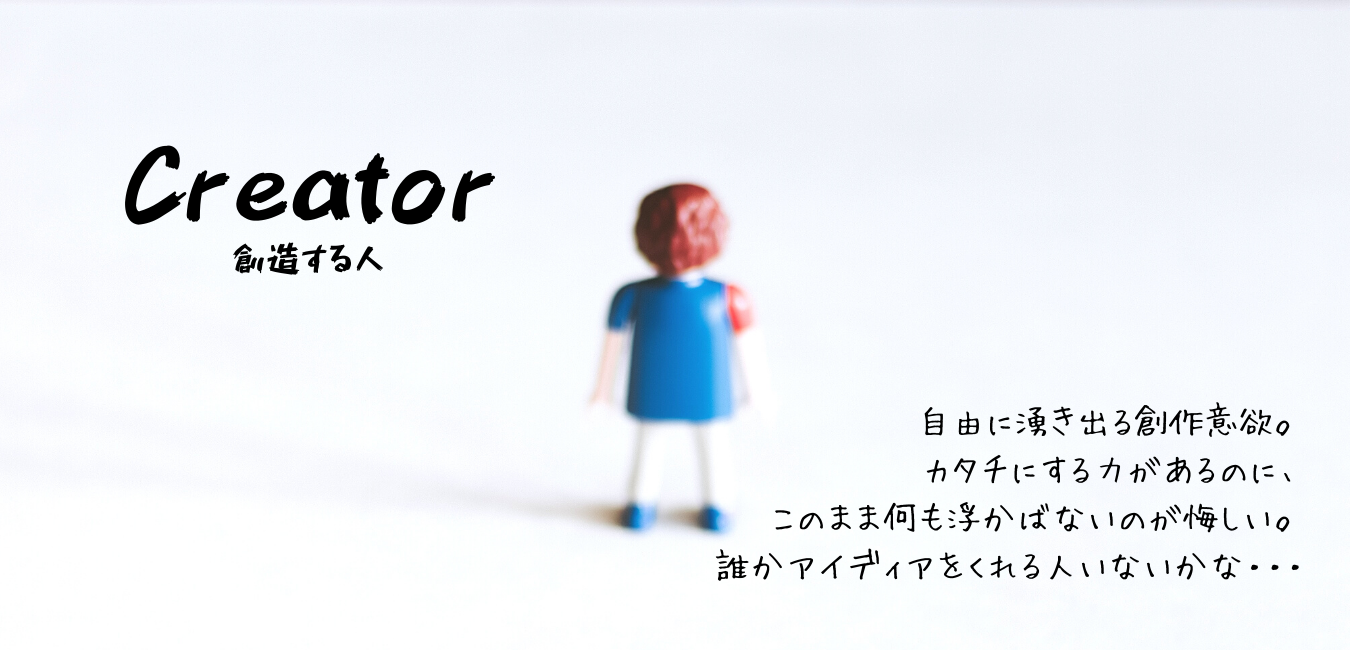 Creator
創造する人
自由に湧き出る創作意欲。
カタチにする力があるのに、
このまま何も浮かばないのが悔しい。
誰かアイディアをくれる人いないかな・・・